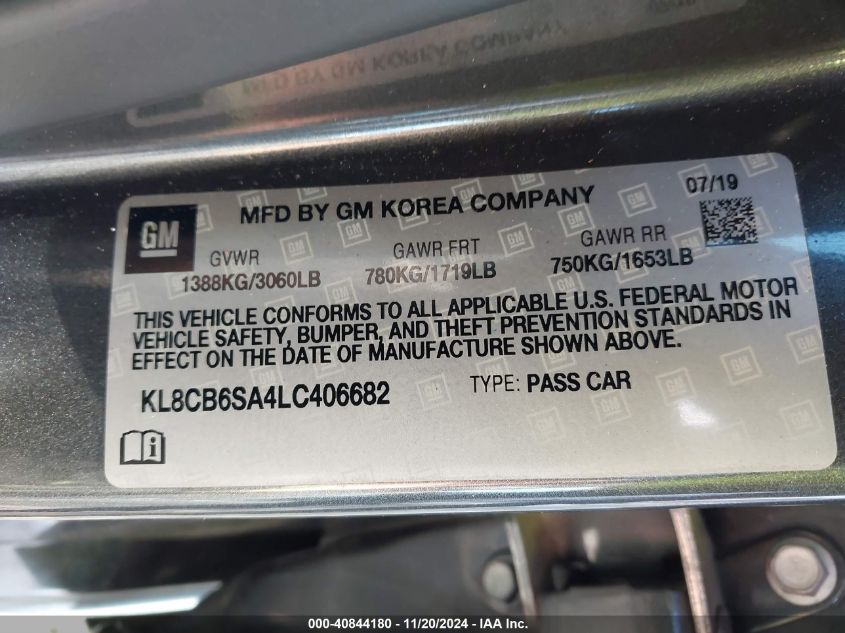 MFD BY GM KOREA COMPANY
07/19
GM
GVWR
1388KG/3060LB
GAWR FRT
780KG/1719LB
GAWR RR
750KG/1653LB
THIS VEHICLE CONFORMS TO ALL APPLICABLE U.S. FEDERAL MOTOR
VEHICLE SAFETY, BUMPER, AND THEFT PREVENTION STANDARDS IN
EFFECT ON THE DATE OF MANUFACTURE SHOWN ABOVE.
KL8CB6SA4LC406682
TYPE: PASS CAR
i
000-40844180 - 11/20/2024 - IAA Inc.